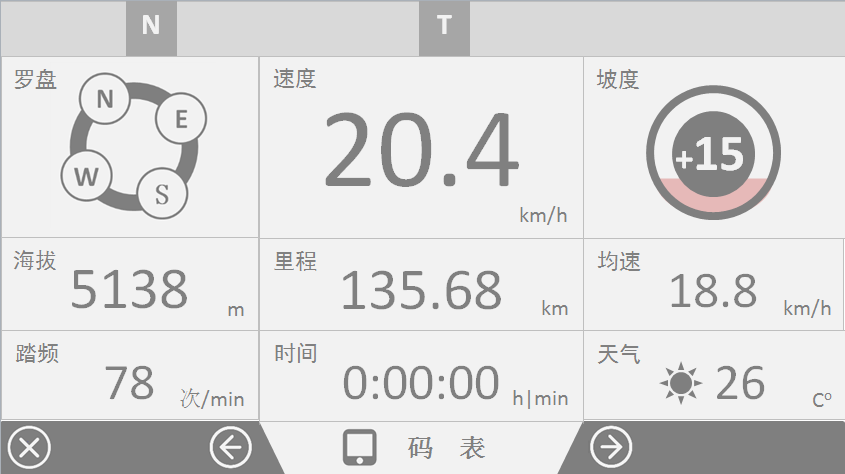 N T
罗盘
N
E
W
S
速度
20.4
km/h
坡度
+15
海拔
5138 m
里程
135.68 km
均速
18.8 km/h
踏频
78 次/min
时间
0:00:00 h|min
天气
26 Cº
码 表